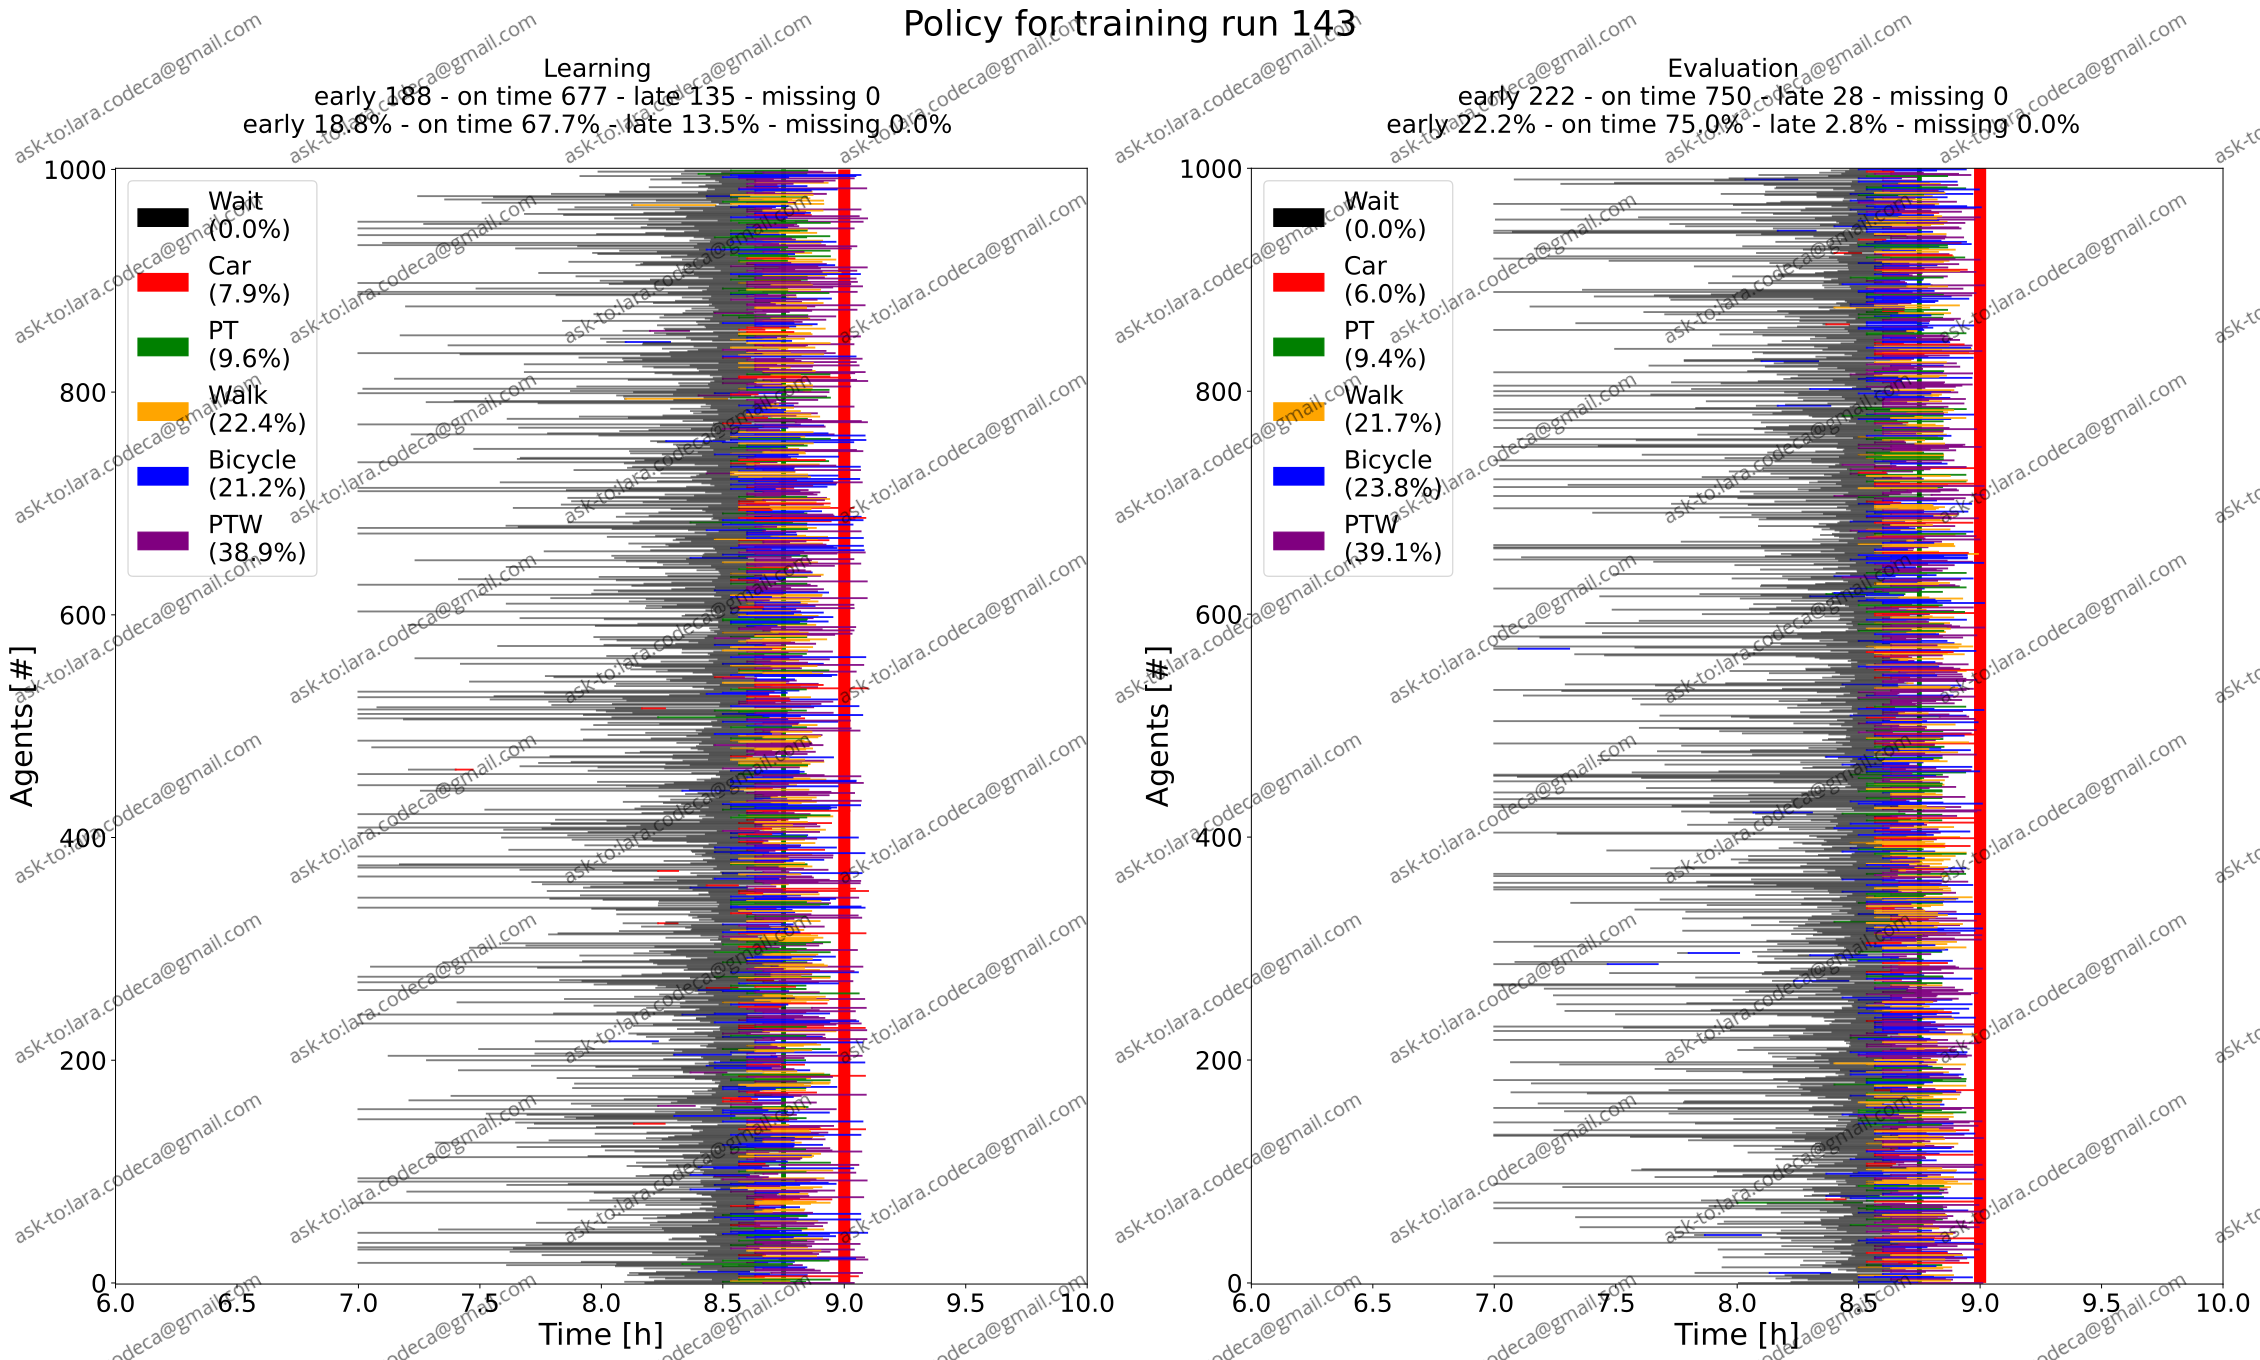 Policy for training run 143
Learning
early 188 - on time 677 - late 135 - missing 0
early 18.8% - on time 67.7% - late 13.5% - missing 0.0%
Wait
(0.0%)
Car
(7.9%)
PT
(9.6%)
Walk
(22.4%)
Bicycle
(21.2%)
PTW
(38.9%)
1000
800
600
400
200
0
Agents [#]
6.0 6.5 7.0 7.5 8.0 8.5 9.0 9.5 10.0
Time [h]
Evaluation
early 222 - on time 750 - late 28 - missing 0
early 22.2% - on time 75.0% - late 2.8% - missing 0.0%
Wait
(0.0%)
Car
(6.0%)
PT
(9.4%)
Walk
(21.7%)
Bicycle
(23.8%)
PTW
(39.1%)
1000
800
600
400
200
0
Agents [#]
6.0 6.5 7.0 7.5 8.0 8.5 9.0 9.5 10.0
Time [h]
ask-to:lara.codeca@gmail.com